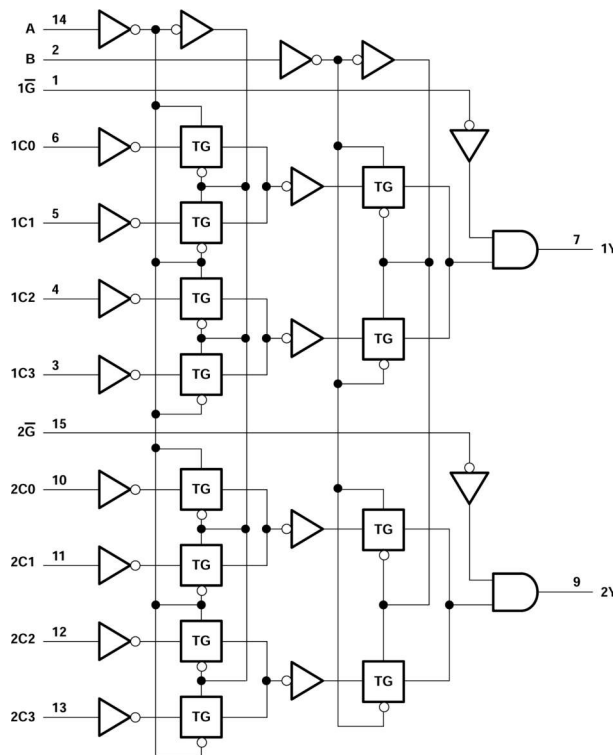 A 14
B 2
1G̅ 1
1C0 6 TG
TG
1C1 5 TG
7 1Y
1C2 4 TG
TG
1C3 3 TG
2G̅ 15
2C0 10 TG
TG
2C1 11 TG
9 2Y
2C2 12 TG
TG
2C3 13 TG